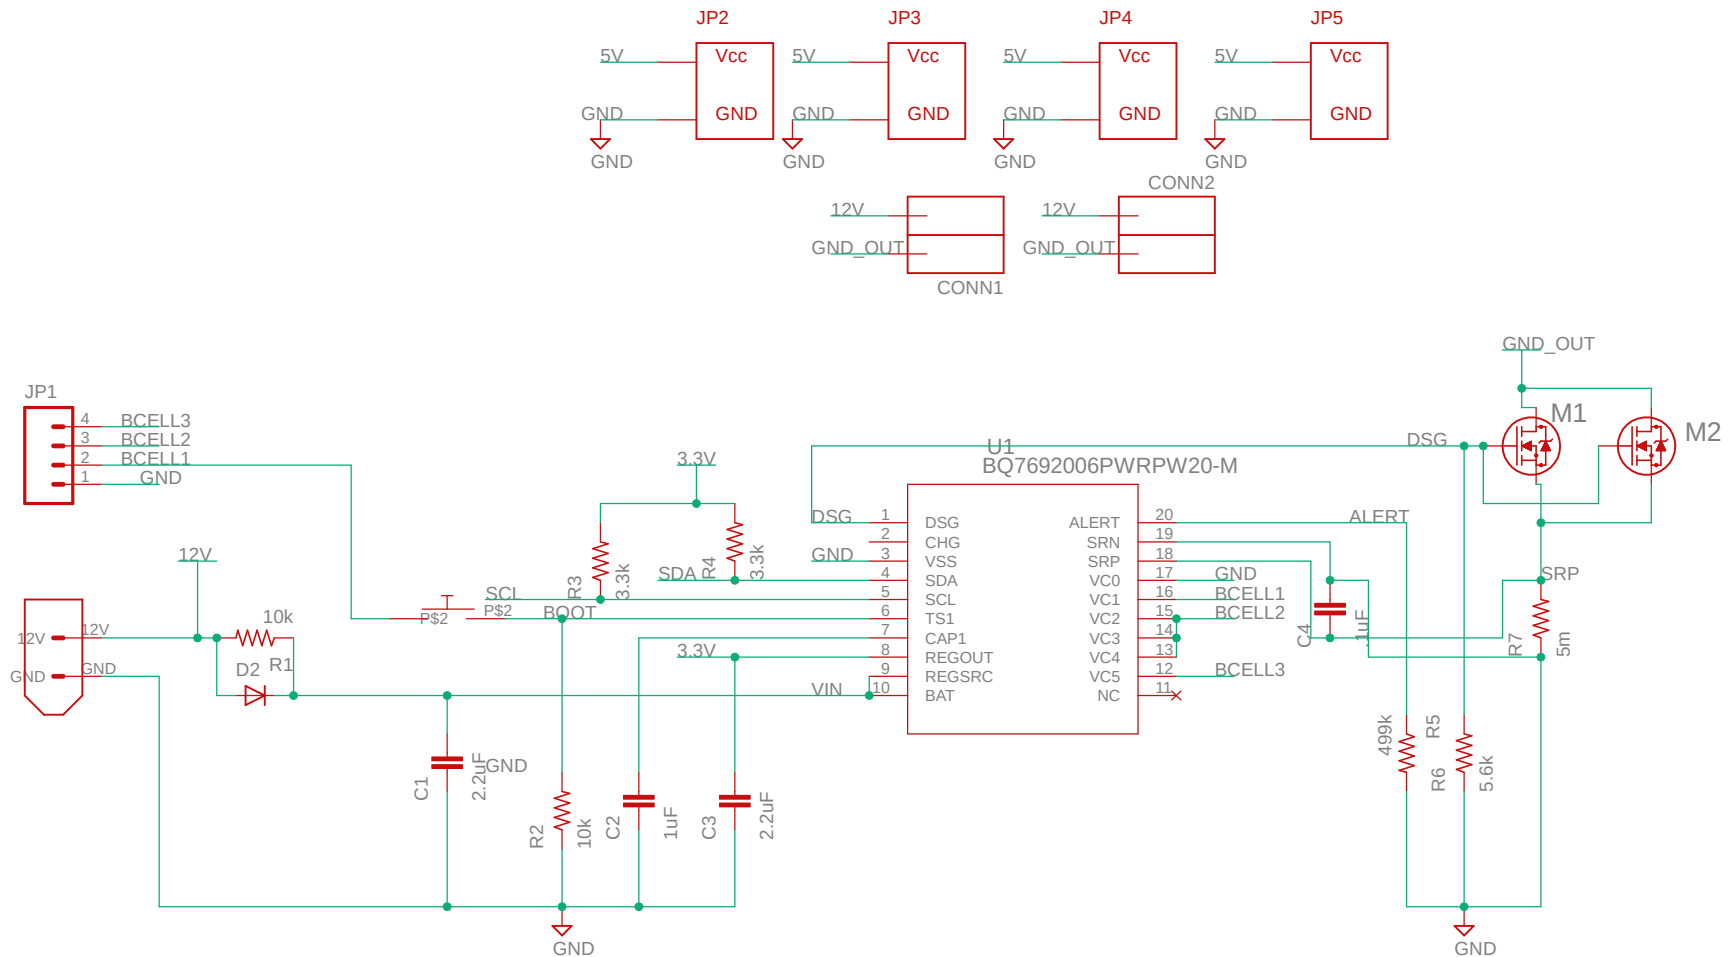 JP2
JP3
JP4
JP5
5V
Vcc
5V
Vcc
5V
Vcc
5V
Vcc
GND
GND
GND
GND
GND
GND
GND
GND
GND
GND
GND
GND
CONN2
12V
12V
GND_OUT
GND_OUT
CONN1
GND_OUT
JP1
4
BCELL3
3
BCELL2
2
BCELL1
1
GND
M1
M2
DSG
U1
BQ7692006PWRPW20-M
3.3V
DSG
1
DSG
ALERT
20
ALERT
2
CHG
SRN
19
GND
3
VSS
SRP
18
SDA
4
SDA
VC0
17
GND
SCL
5
SCL
VC1
16
BCELL1
P$2
P$2
BOOT
6
TS1
VC2
15
BCELL2
7
CAP1
VC3
14
3.3V
8
REGOUT
VC4
13
9
REGSRC
VC5
12
BCELL3
VIN
10
BAT
NC
11
R3
3.3k
R4
3.3k
SRP
C4
1uF
R7
5m
12V
12V
12V
10k
R1
D2
GND
GND
C1
2.2uF
GND
R2
10k
C2
1uF
C3
2.2uF
499k
R5
R6
5.6k
GND
GND